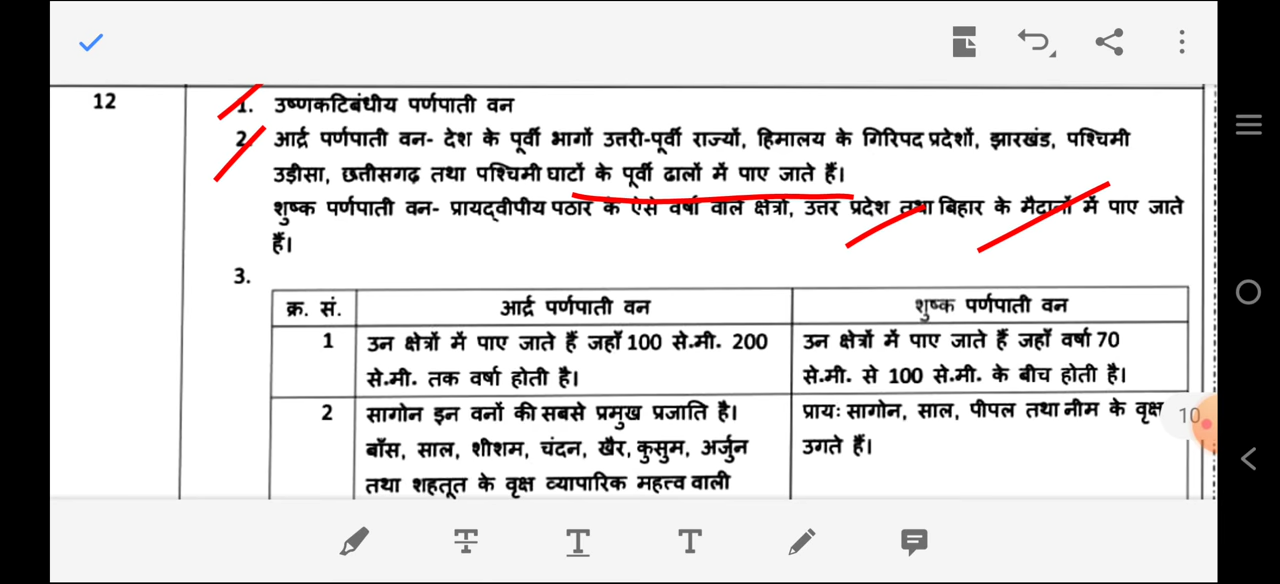 12
1. उष्णकटिबंधीय पर्णपाती वन
2. आर्द्र पर्णपाती वन- देश के पूर्वी भागों उत्तरी-पूर्वी राज्यों, हिमालय के गिरिपद प्रदेशों, झारखंड, पश्चिमी
उड़ीसा, छत्तीसगढ़ तथा पश्चिमी घाटों के पूर्वी ढालों में पाए जाते हैं।
शुष्क पर्णपाती वन- प्रायद्वीपीय पठार के ऐसे वर्षा वाले क्षेत्रों, उत्तर प्रदेश तथा बिहार के मैदानों में पाए जाते
हैं।
3.
क्र. सं. आर्द्र पर्णपाती वन शुष्क पर्णपाती वन
1 उन क्षेत्रों में पाए जाते हैं जहाँ 100 से.मी. 200 उन क्षेत्रों में पाए जाते हैं जहाँ वर्षा 70
से.मी. तक वर्षा होती है। से.मी. से 100 से.मी. के बीच होती है।
2 सागोन इन वनों की सबसे प्रमुख प्रजाति है। प्रायः सागोन, साल, पीपल तथा नीम के वृक्ष
10
बाँस, साल, शीशम, चंदन, खैर, कुसुम, अर्जुन उगते हैं।
तथा शहतूत के वृक्ष व्यापारिक महत्त्व वाली